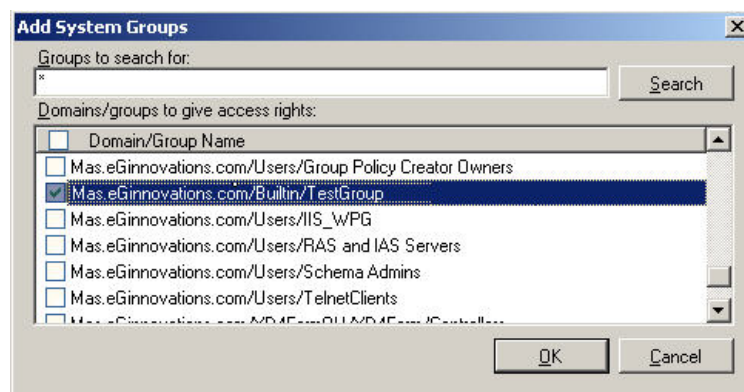 Add System Groups
Groups to search for:
*
Search
Domains/groups to give access rights:
Domain/Group Name
Mas.eGinnovations.com/Users/Group Policy Creator Owners
Mas.eGinnovations.com/Builtin/TestGroup
Mas.eGinnovations.com/Users/IIS_WPG
Mas.eGinnovations.com/Users/RAS and IAS Servers
Mas.eGinnovations.com/Users/Schema Admins
Mas.eGinnovations.com/Users/TelnetClients
OK
Cancel